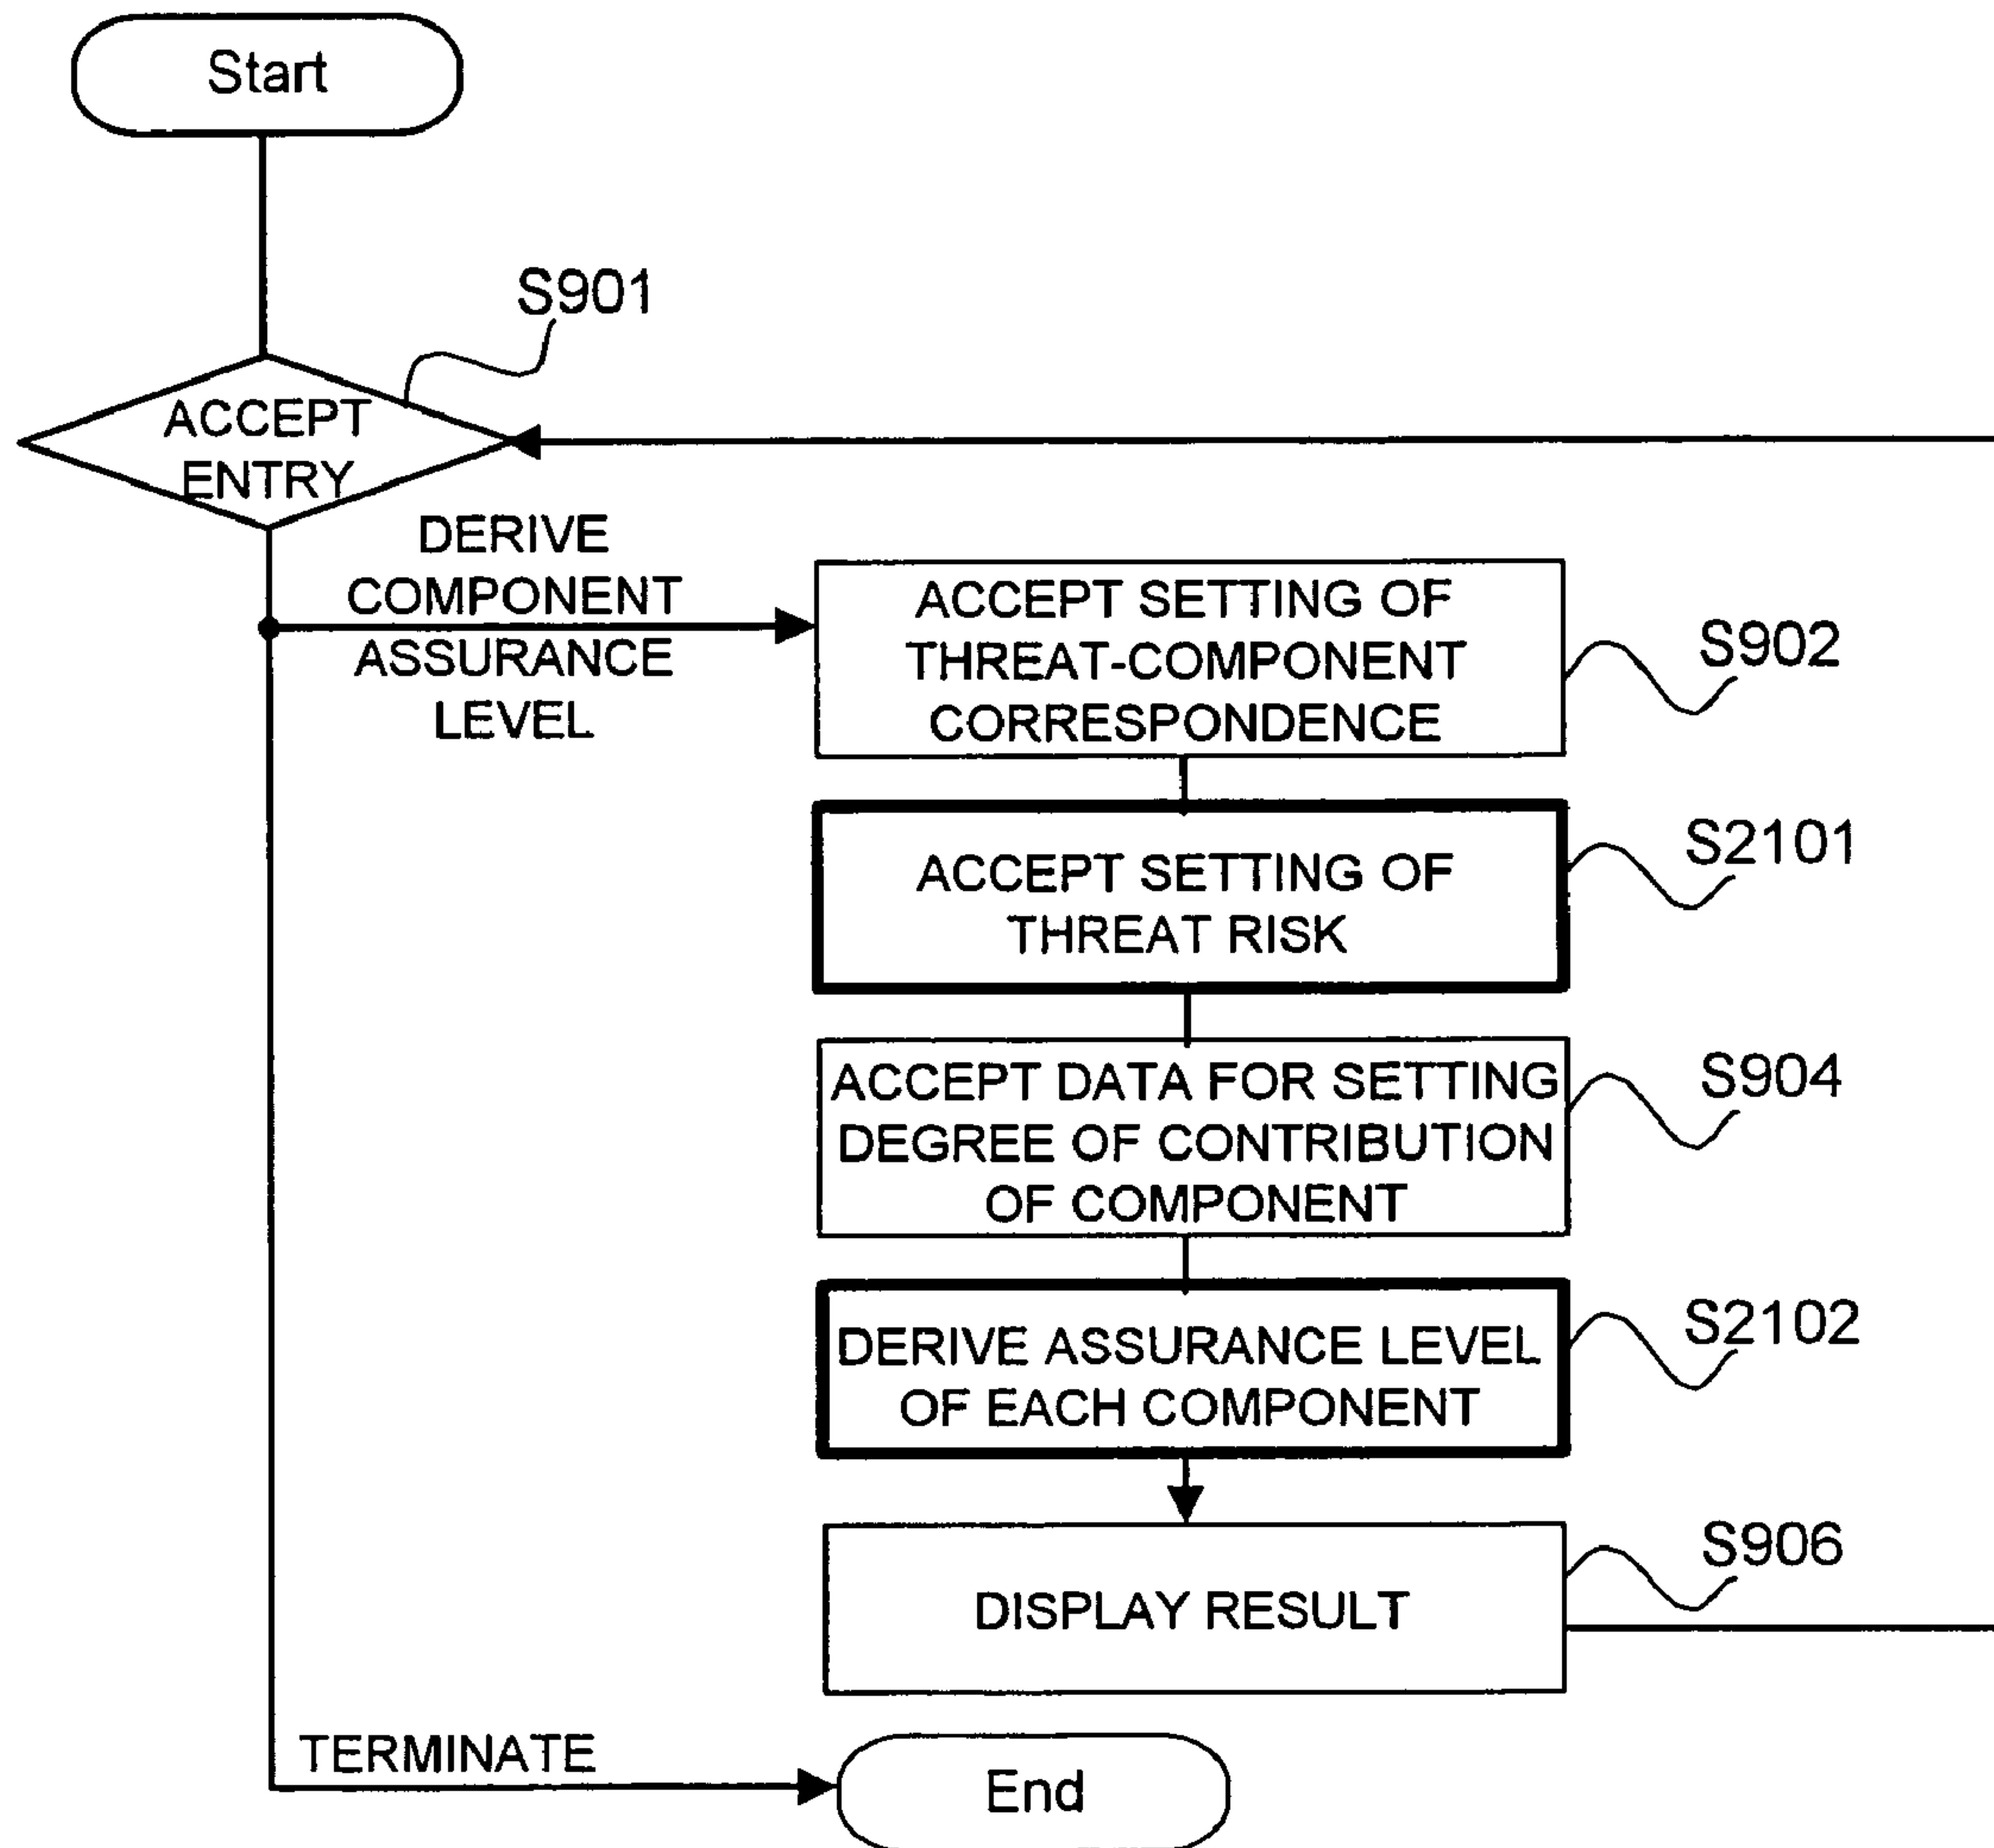 Start
S901
ACCEPT
ENTRY
DERIVE
COMPONENT
ASSURANCE
LEVEL
ACCEPT SETTING OF
THREAT-COMPONENT
CORRESPONDENCE
S902
ACCEPT SETTING OF
THREAT RISK
S2101
ACCEPT DATA FOR SETTING
DEGREE OF CONTRIBUTION
OF COMPONENT
S904
DERIVE ASSURANCE LEVEL
OF EACH COMPONENT
S2102
DISPLAY RESULT
S906
TERMINATE
End